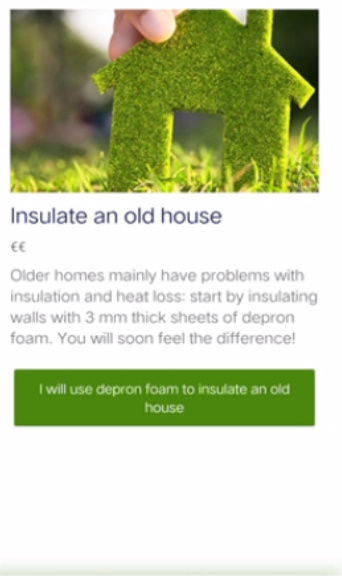 Insulate an old house
€€
Older homes mainly have problems with
insulation and heat loss: start by insulating
walls with 3 mm thick sheets of depron
foam. You will soon feel the difference!
I will use depron foam to insulate an old
house